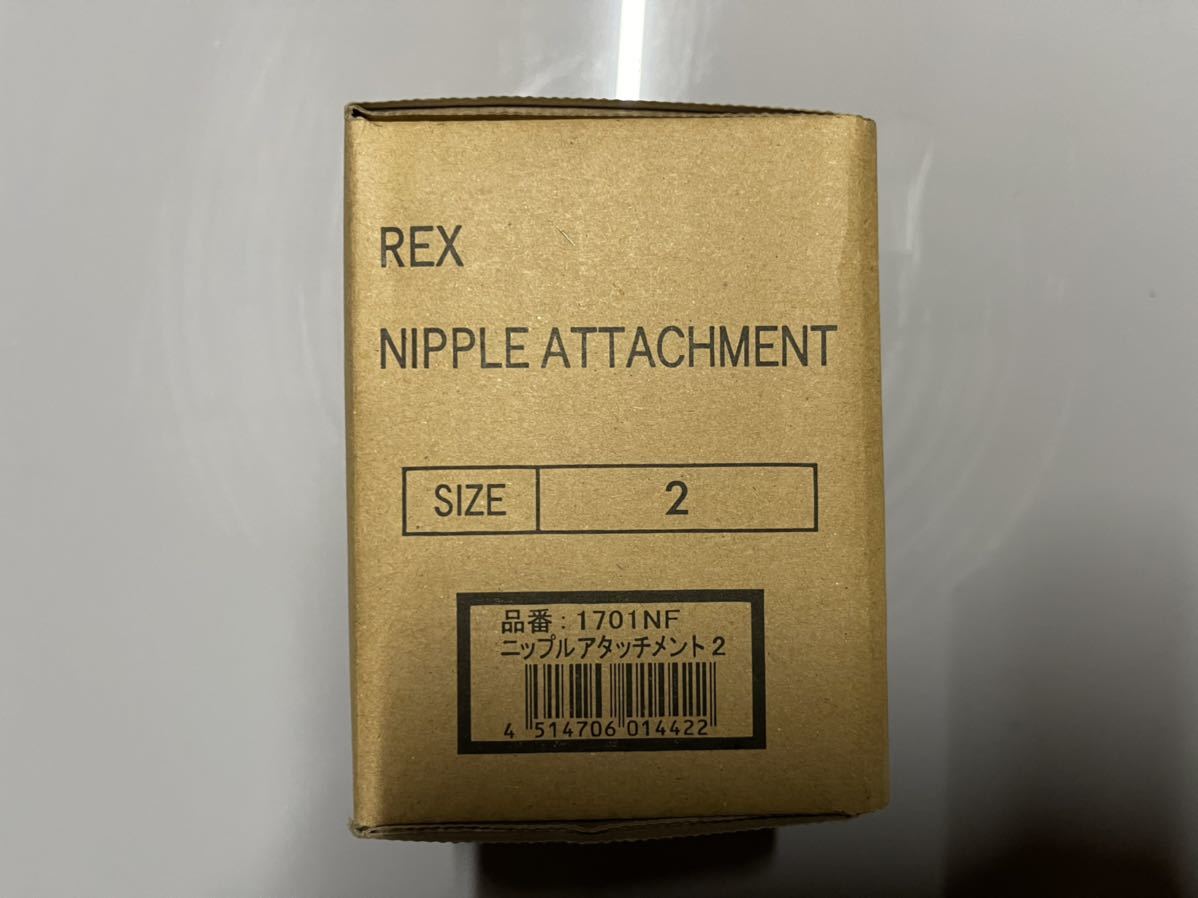 REX
NIPPLE ATTACHMENT
SIZE 2
品番:1701NF
ニップルアタッチメント2
4 514706 014422